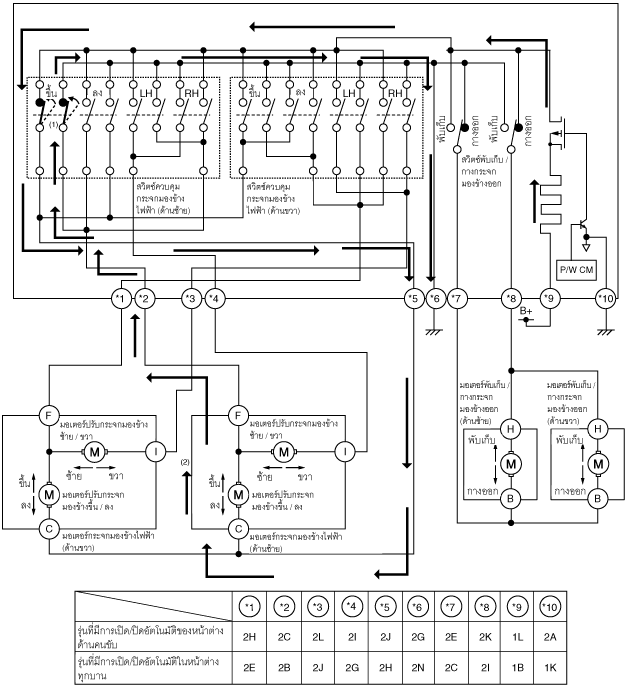 ขึ้น
ลง
LH
RH
(1)
ขึ้น
ลง
LH
RH
พับเก็บ
กางออก
พับเก็บ
กางออก
สวิตช์ควบคุม
กระจกมองข้าง
ไฟฟ้า (ด้านซ้าย)
สวิตช์ควบคุม
กระจกมองข้าง
ไฟฟ้า (ด้านขวา)
สวิตช์พับเก็บ /
กางกระจก
มองข้างออก
P/W CM
*1
*2
*3
*4
*5
*6
*7
*8
*9
*10
B+
F
มอเตอร์ปรับกระจกมองข้าง
ซ้าย / ขวา
M
I
ซ้าย
ขวา
ขึ้น
ลง
M
มอเตอร์ปรับกระจก
มองข้างขึ้น / ลง
C
มอเตอร์กระจกมองข้างไฟฟ้า
(ด้านขวา)
F
มอเตอร์ปรับกระจกมองข้าง
ซ้าย / ขวา
M
I
(2)
ซ้าย
ขวา
ขึ้น
ลง
M
มอเตอร์ปรับกระจก
มองข้างขึ้น / ลง
C
มอเตอร์กระจกมองข้างไฟฟ้า
(ด้านซ้าย)
มอเตอร์พับเก็บ /
กางกระจก
มองข้างออก
(ด้านซ้าย)
H
พับเก็บ
M
กางออก
B
มอเตอร์พับเก็บ /
กางกระจก
มองข้างออก
(ด้านขวา)
H
พับเก็บ
M
กางออก
B
*1 *2 *3 *4 *5 *6 *7 *8 *9 *10
รุ่นที่มีการเปิด/ปิดอัตโนมัติของหน้าต่าง
ด้านคนขับ
2H 2C 2L 2I 2J 2G 2E 2K 1L 2A
รุ่นที่มีการเปิด/ปิดอัตโนมัติในหน้าต่าง
ทุกบาน
2E 2B 2J 2G 2H 2N 2C 2I 1B 1K